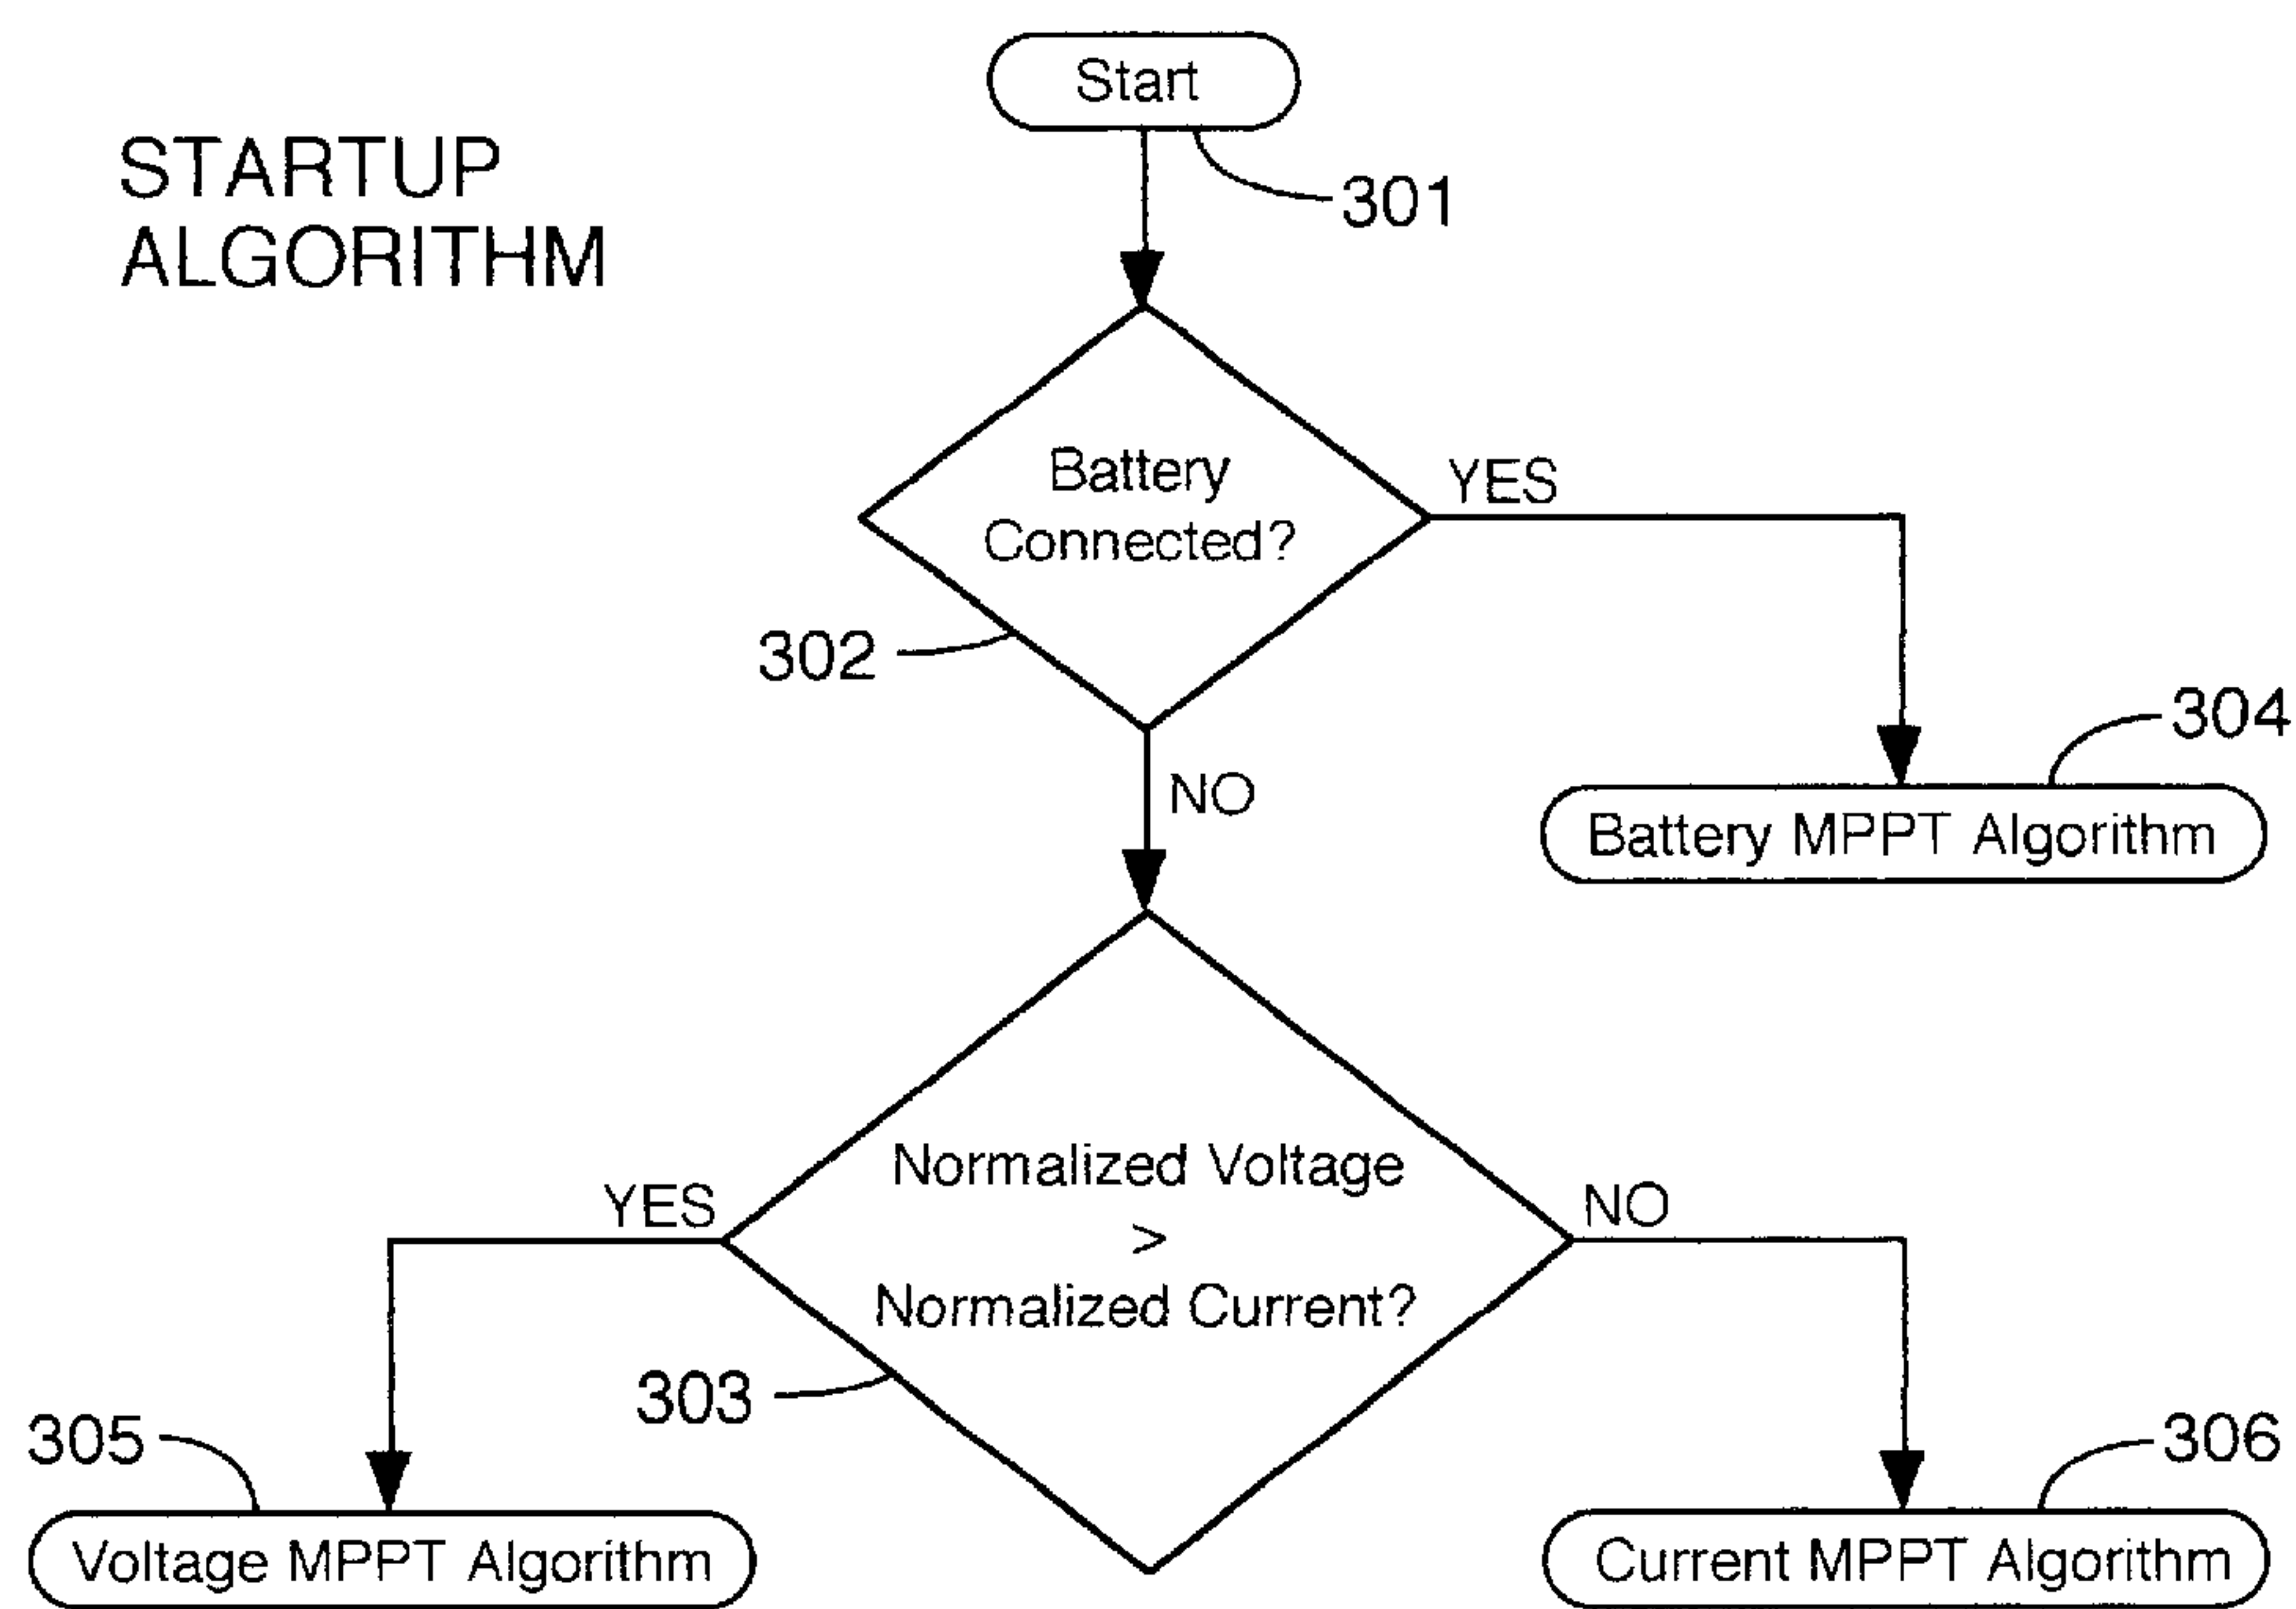 Start
STARTUP
ALGORITHM
301
Battery
Connected?
YES
302
304
NO
Battery MPPT Algorithm
Normalized Voltage
>
Normalized Current?
YES
NO
303
305
306
Voltage MPPT Algorithm
Current MPPT Algorithm